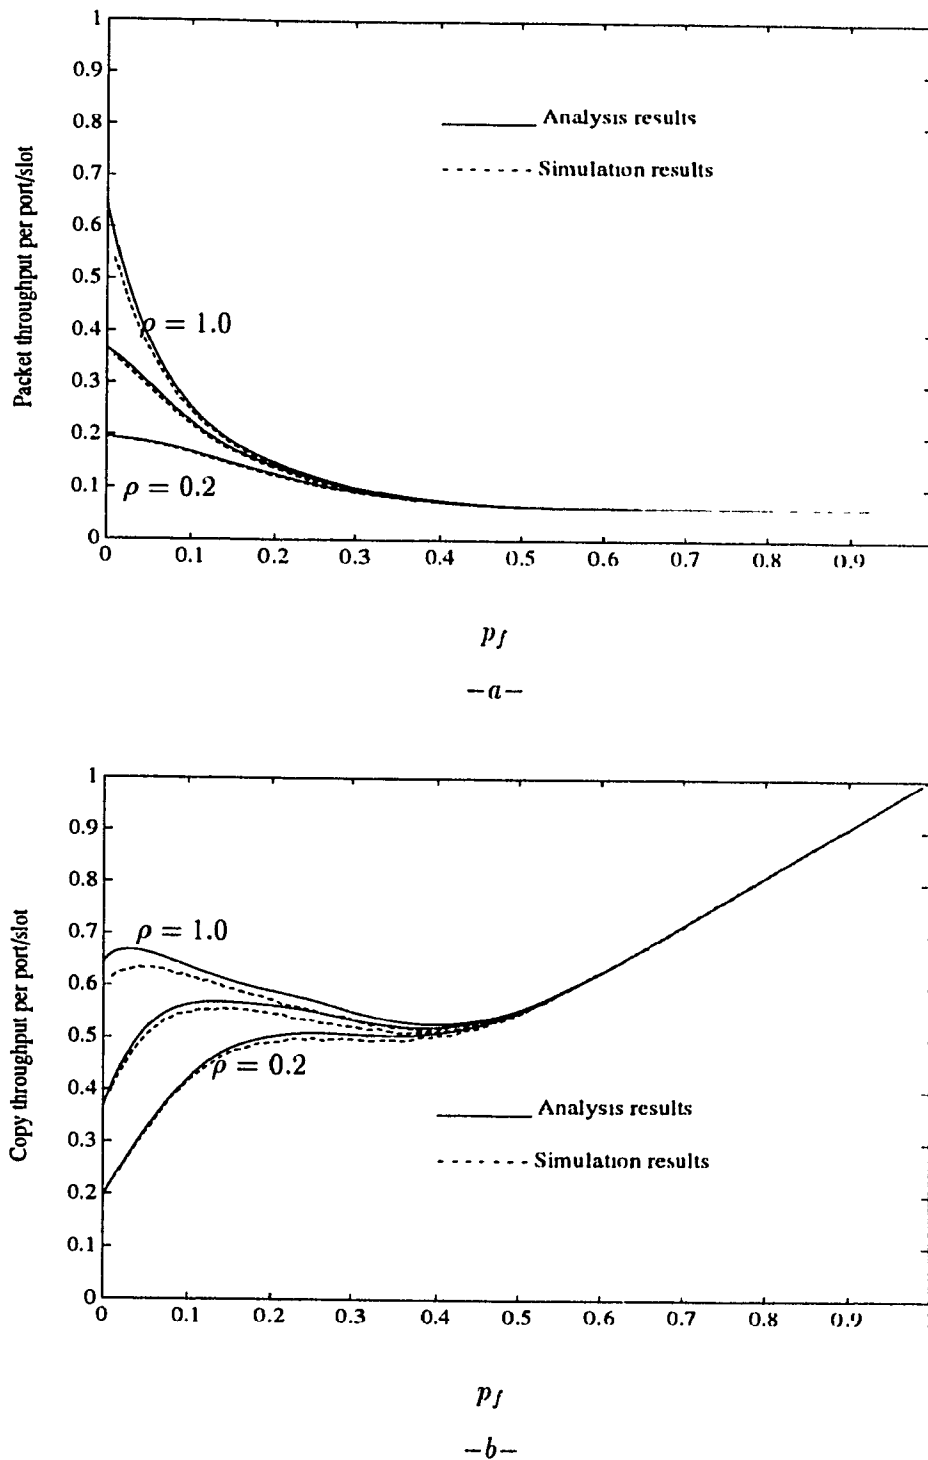 1
0.9
0.8
0.7
0.6
0.5
0.4
0.3
0.2
0.1
0
Packet throughput per port/slot
Analysis results
Simulation results
ρ = 1.0
ρ = 0.2
0 0.1 0.2 0.3 0.4 0.5 0.6 0.7 0.8 0.9
p_f
-a-
1
0.9
0.8
0.7
0.6
0.5
0.4
0.3
0.2
0.1
0
Copy throughput per port/slot
ρ = 1.0
ρ = 0.2
Analysis results
Simulation results
0 0.1 0.2 0.3 0.4 0.5 0.6 0.7 0.8 0.9
p_f
-b-